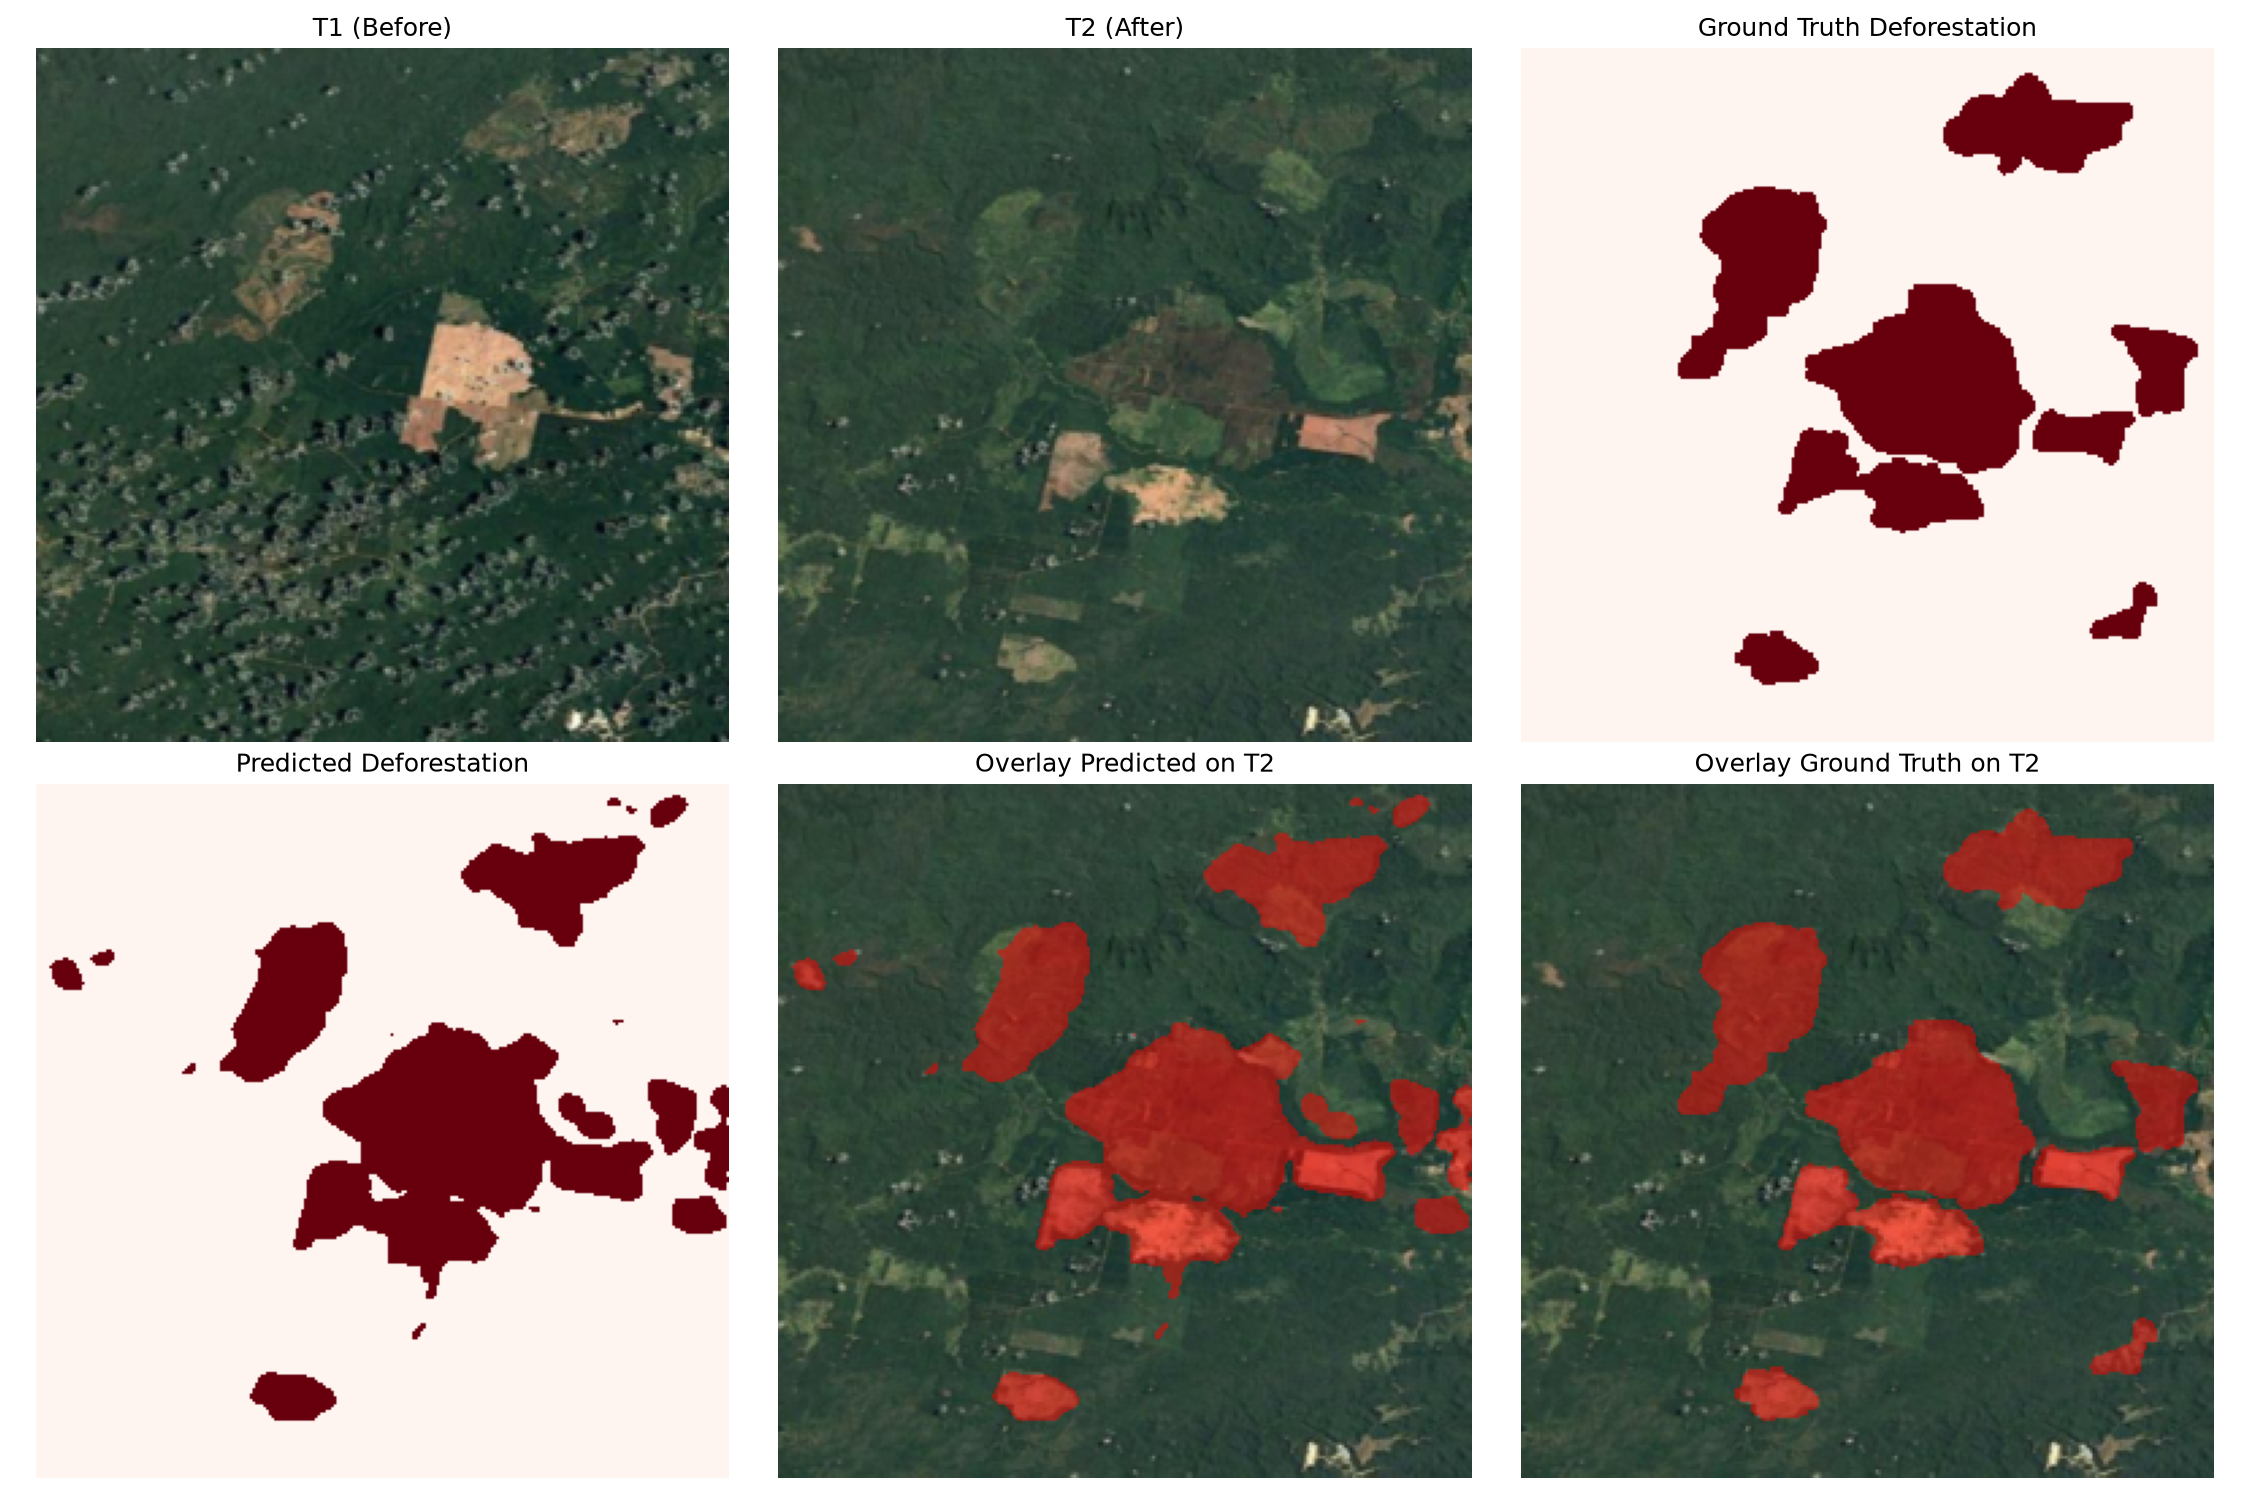 T1 (Before)
T2 (After)
Ground Truth Deforestation
Predicted Deforestation
Overlay Predicted on T2
Overlay Ground Truth on T2